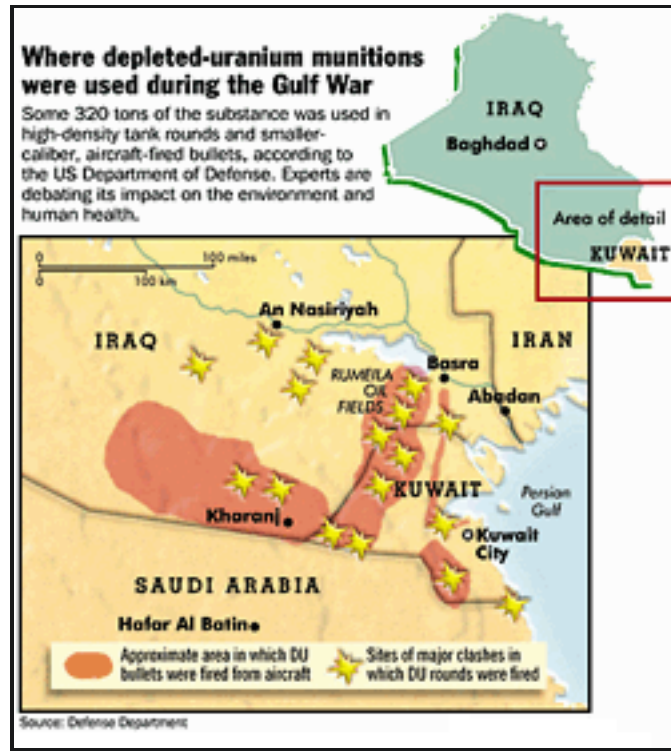 Where depleted-uranium munitions
were used during the Gulf War
Some 320 tons of the substance was used in
high-density tank rounds and smaller-
caliber, aircraft-fired bullets, according to
the US Department of Defense. Experts are
debating its impact on the environment and
human health.
IRAQ
Baghdad
Area of detail
KUWAIT
0 100 miles
0 100 km
An Nasiriyah
IRAQ
IRAN
Basra
RUMEILA
OIL
FIELDS
Abadan
KUWAIT
Persian
Gulf
Kharanj
Kuwait
City
SAUDI ARABIA
Hafar Al Batin
Approximate area in which DU
bullets were fired from aircraft
Sites of major clashes in
which DU rounds were fired
Source: Defense Department